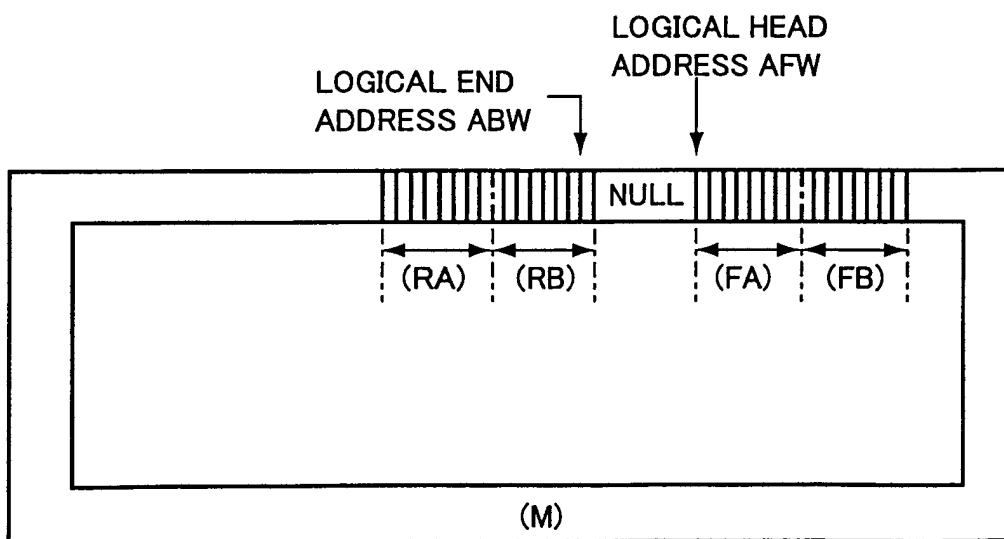 LOGICAL HEAD
ADDRESS AFW
LOGICAL END
ADDRESS ABW
NULL
(RA) (RB) (FA) (FB)
(M)